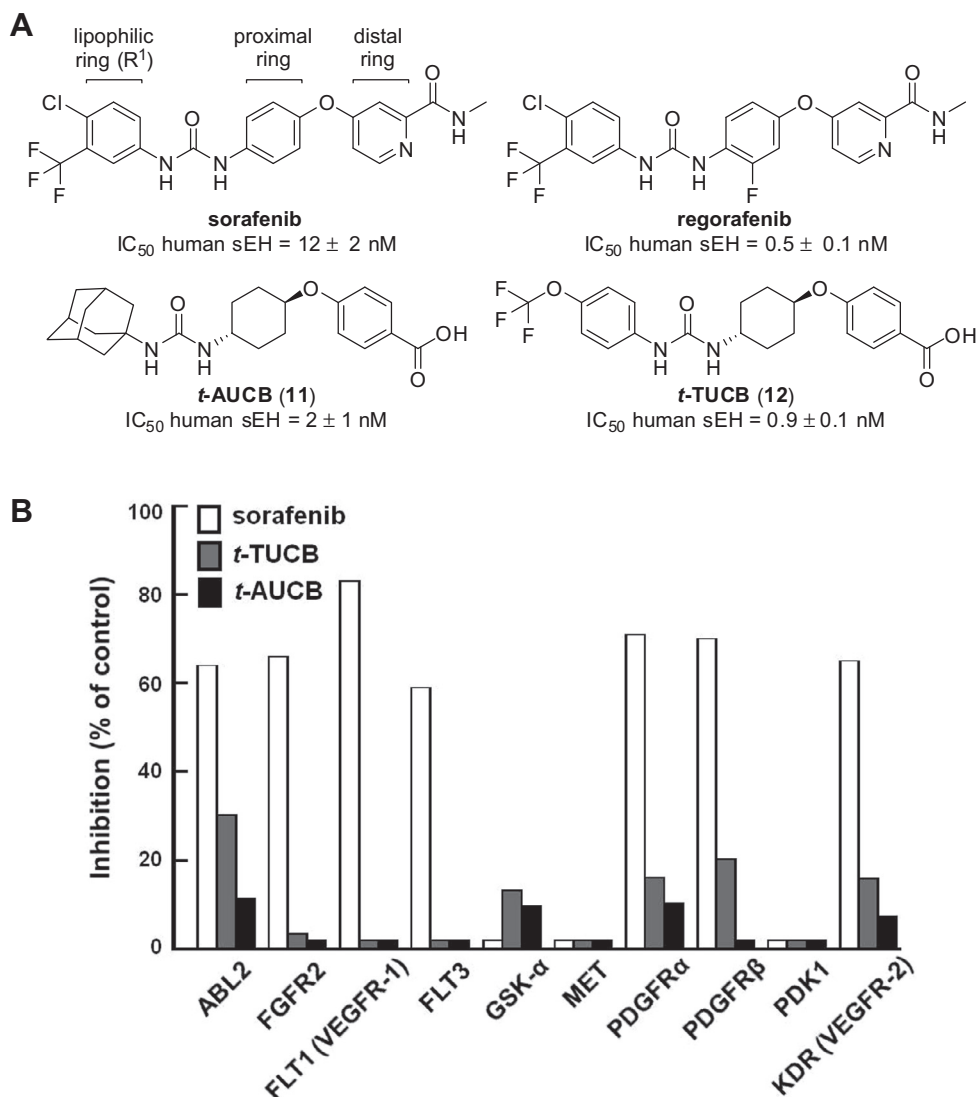 A
lipophilic
ring (R¹)
proximal
ring
distal
ring
Cl
F
F
F
O
N
H
N
H
O
N
O
N
H
sorafenib
IC₅₀ human sEH = 12 ± 2 nM
Cl
F
F
F
O
N
H
N
H
F
O
N
O
N
H
regorafenib
IC₅₀ human sEH = 0.5 ± 0.1 nM
O
N
H
N
H
O
OH
O
t-AUCB (11)
IC₅₀ human sEH = 2 ± 1 nM
F
F
F
O
O
N
H
N
H
O
OH
O
t-TUCB (12)
IC₅₀ human sEH = 0.9 ± 0.1 nM
B
Inhibition (% of control)
100
80
60
40
20
0
sorafenib
t-TUCB
t-AUCB
ABL2
FGFR2
FLT1 (VEGFR-1)
FLT3
GSK-α
MET
PDGFRα
PDGFRβ
PDK1
KDR (VEGFR-2)